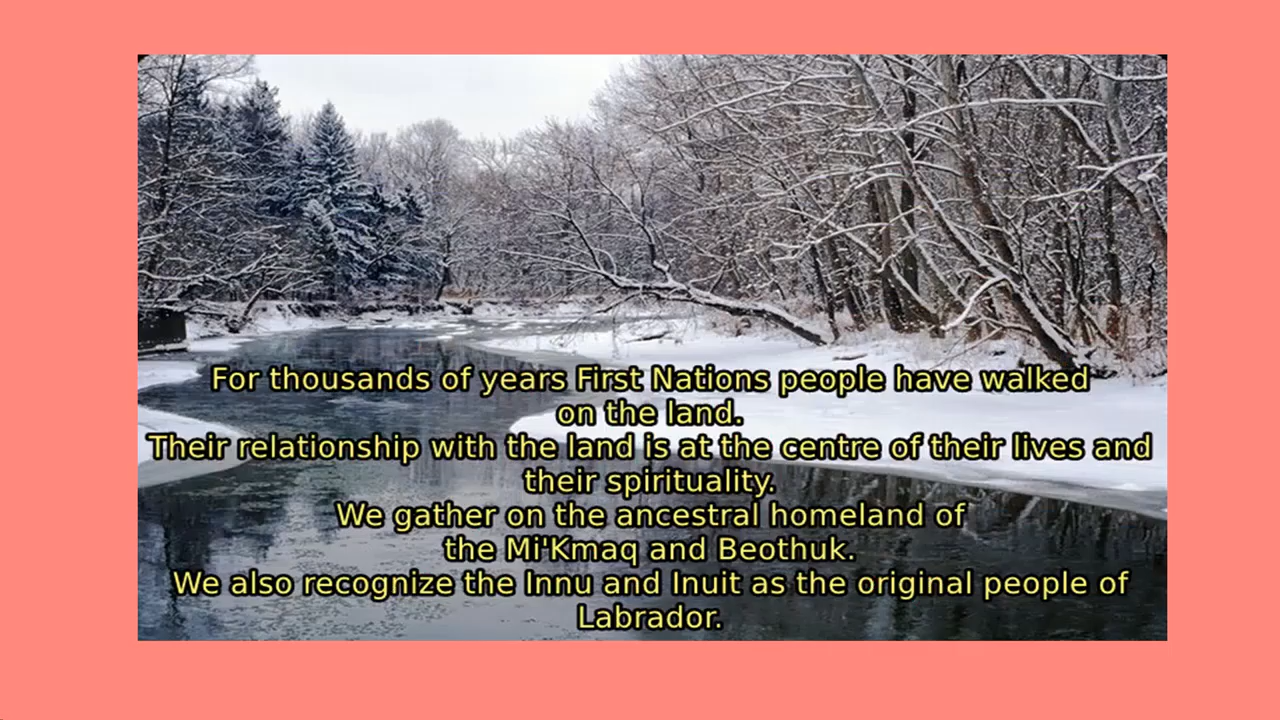 For thousands of years First Nations people have walked
on the land.
Their relationship with the land is at the centre of their lives and
their spirituality.
We gather on the ancestral homeland of
the Mi'Kmaq and Beothuk.
We also recognize the Innu and Inuit as the original people of
Labrador.